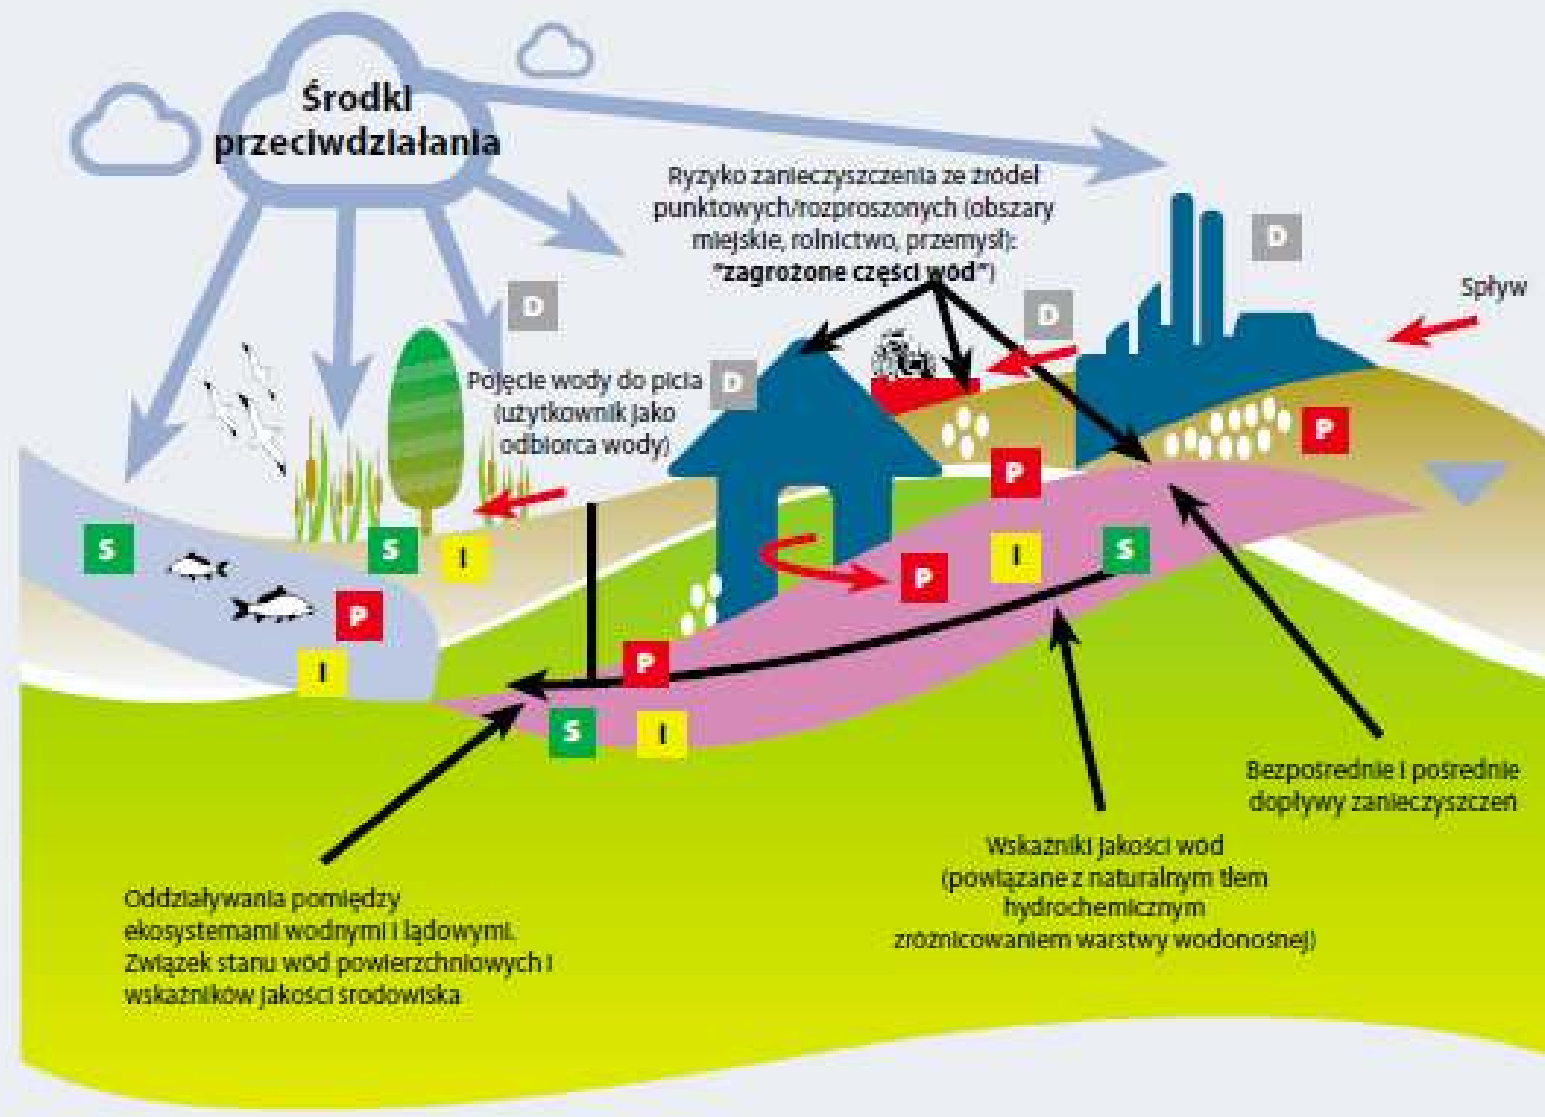 Środki
przeciwdziałania
Ryzyko zanieczyszczenia ze źródeł
punktowych/rozproszonych (obszary
miejskie, rolnictwo, przemysł):
"zagrożone części wód")
D
Spływ
D
D
Pojęcie wody do picia
(użytkownik jako
odbiorca wody)
D
P
P
S
S
I
I
S
P
P
I
P
S
I
Bezpośrednie i pośrednie
dopływy zanieczyszczeń
Wskaźniki jakości wód
(powiązane z naturalnym tłem
hydrochemicznym
zróżnicowaniem warstwy wodonośnej)
Oddziaływania pomiędzy
ekosystemami wodnymi i lądowymi.
Związek stanu wód powierzchniowych i
wskaźników jakości środowiska